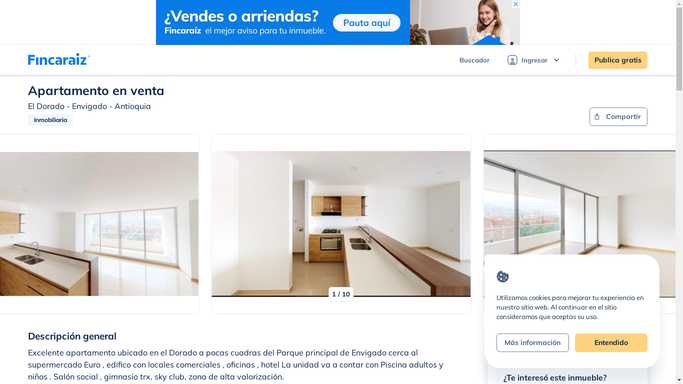 ¿Vendes o arriendas?
Fincaraíz el mejor aviso para tu inmueble.
Pauta aquí
Fincaraíz
Buscador
Ingresar
Publica gratis
Apartamento en venta
El Dorado - Envigado - Antioquia
Inmobiliaria
Compartir
1 / 10
Utilizamos cookies para mejorar tu experiencia en
nuestro sitio web. Al continuar en el sitio
consideramos que aceptas su uso.
Más información
Entendido
Descripción general
Excelente apartamento ubicado en el Dorado a pocas cuadras del Parque principal de Envigado cerca al
supermercado Euro , edifico con locales comerciales , oficinas , hotel La unidad va a contar con Piscina adultos y
niños , Salón social , gimnasio trx, sky club, zona de alta valorización.
¿Te interesó este inmueble?